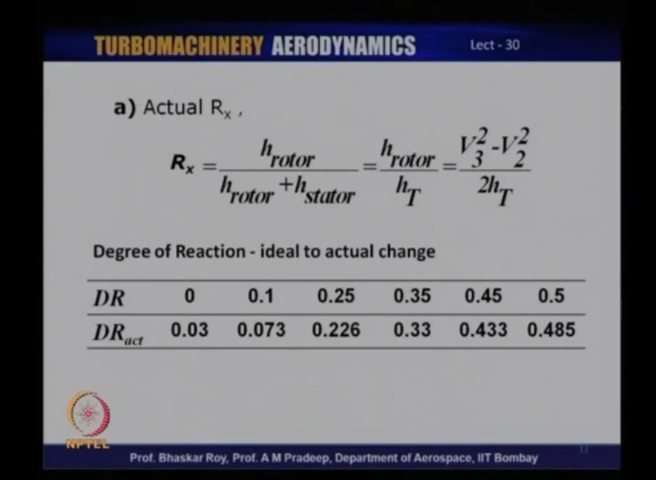 TURBOMACHINERY AERODYNAMICS Lect - 30
a) Actual Rx ,
Rx = hrotor / (hrotor + hstator) = hrotor / hT = (V3^2 - V2^2) / 2hT
Degree of Reaction - ideal to actual change
DR 0 0.1 0.25 0.35 0.45 0.5
DRact 0.03 0.073 0.226 0.33 0.433 0.485
NPTEL
Prof. Bhaskar Roy, Prof. A M Pradeep, Department of Aerospace, IIT Bombay
11